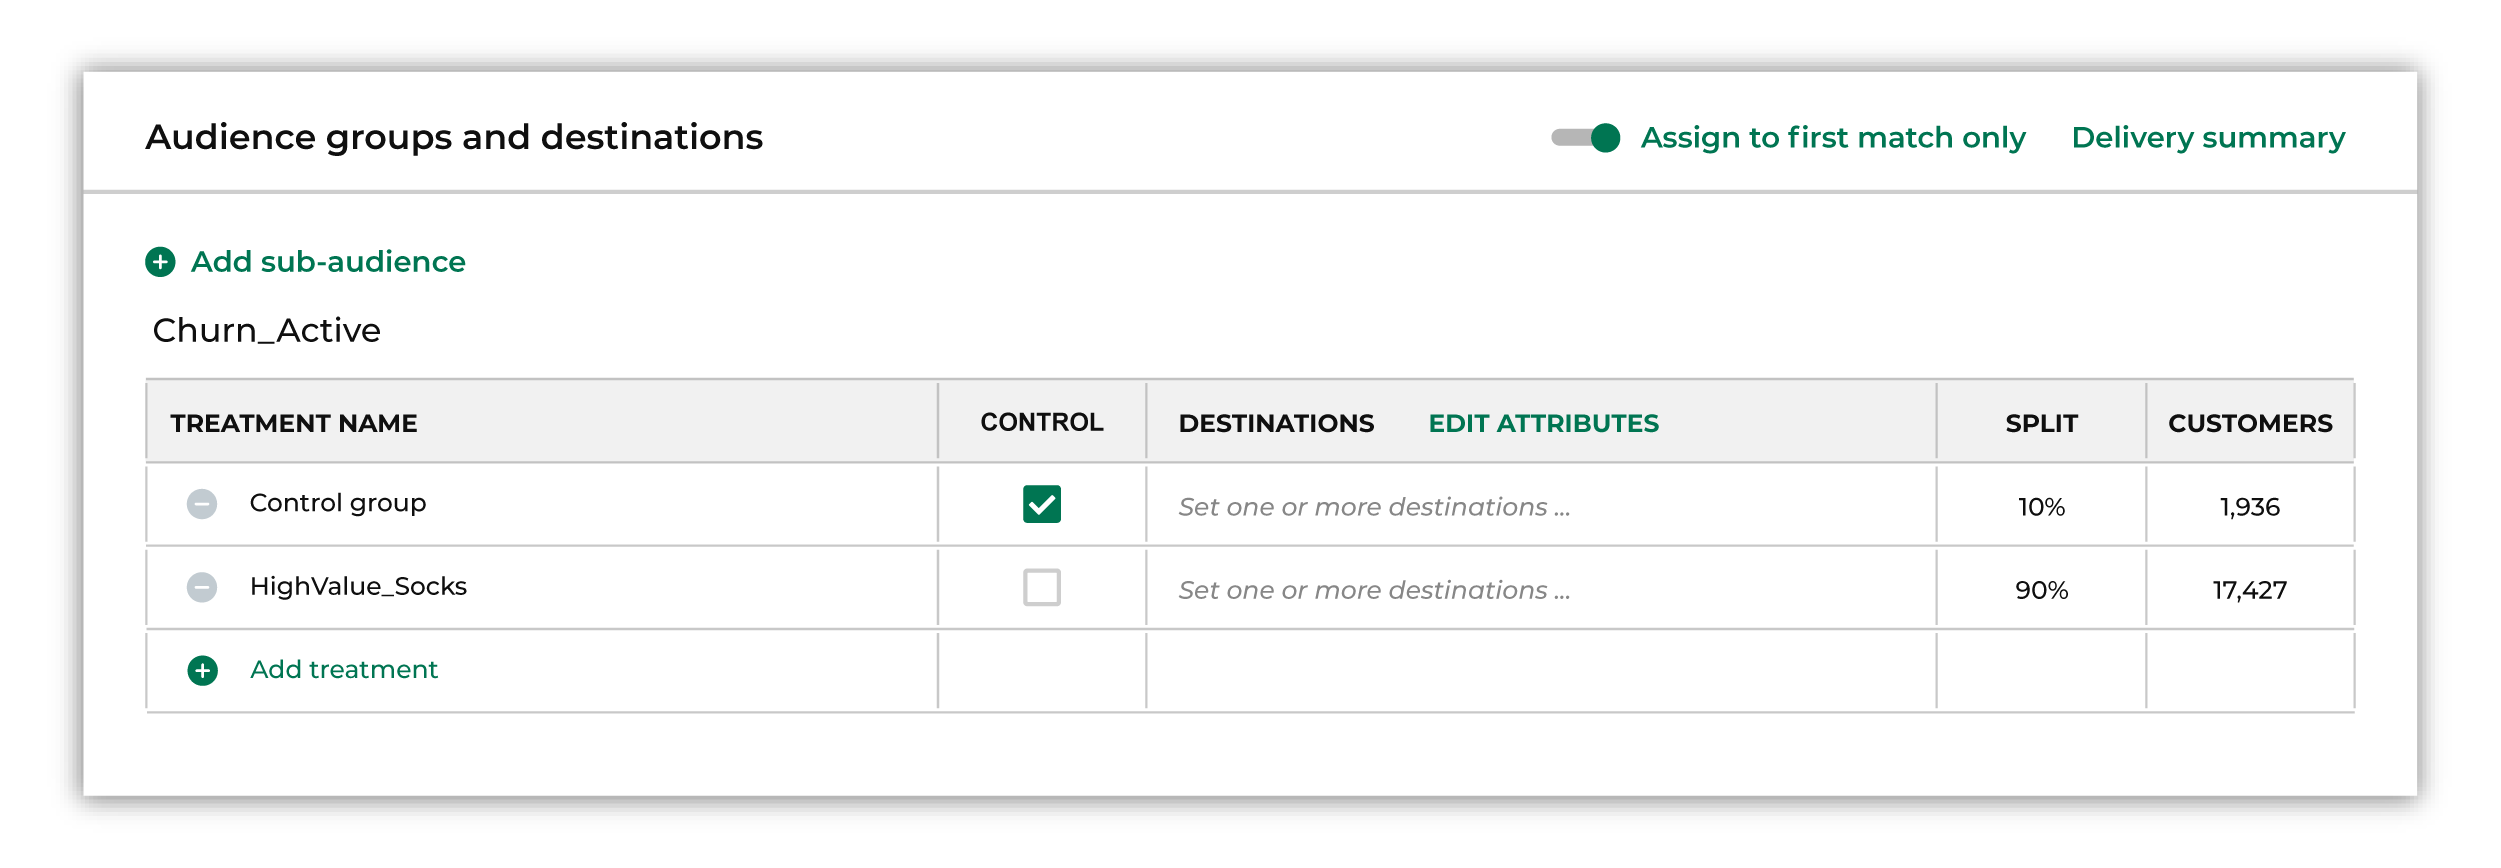 Audience groups and destinations
Assign to first match only
Delivery summary
Add sub-audience
Churn_Active
TREATMENT NAME CONTROL DESTINATIONS EDIT ATTRIBUTES SPLIT CUSTOMERS
Control group Set one or more destinations ... 10% 1,936
HighValue_Socks Set one or more destinations ... 90% 17,427
Add treatment